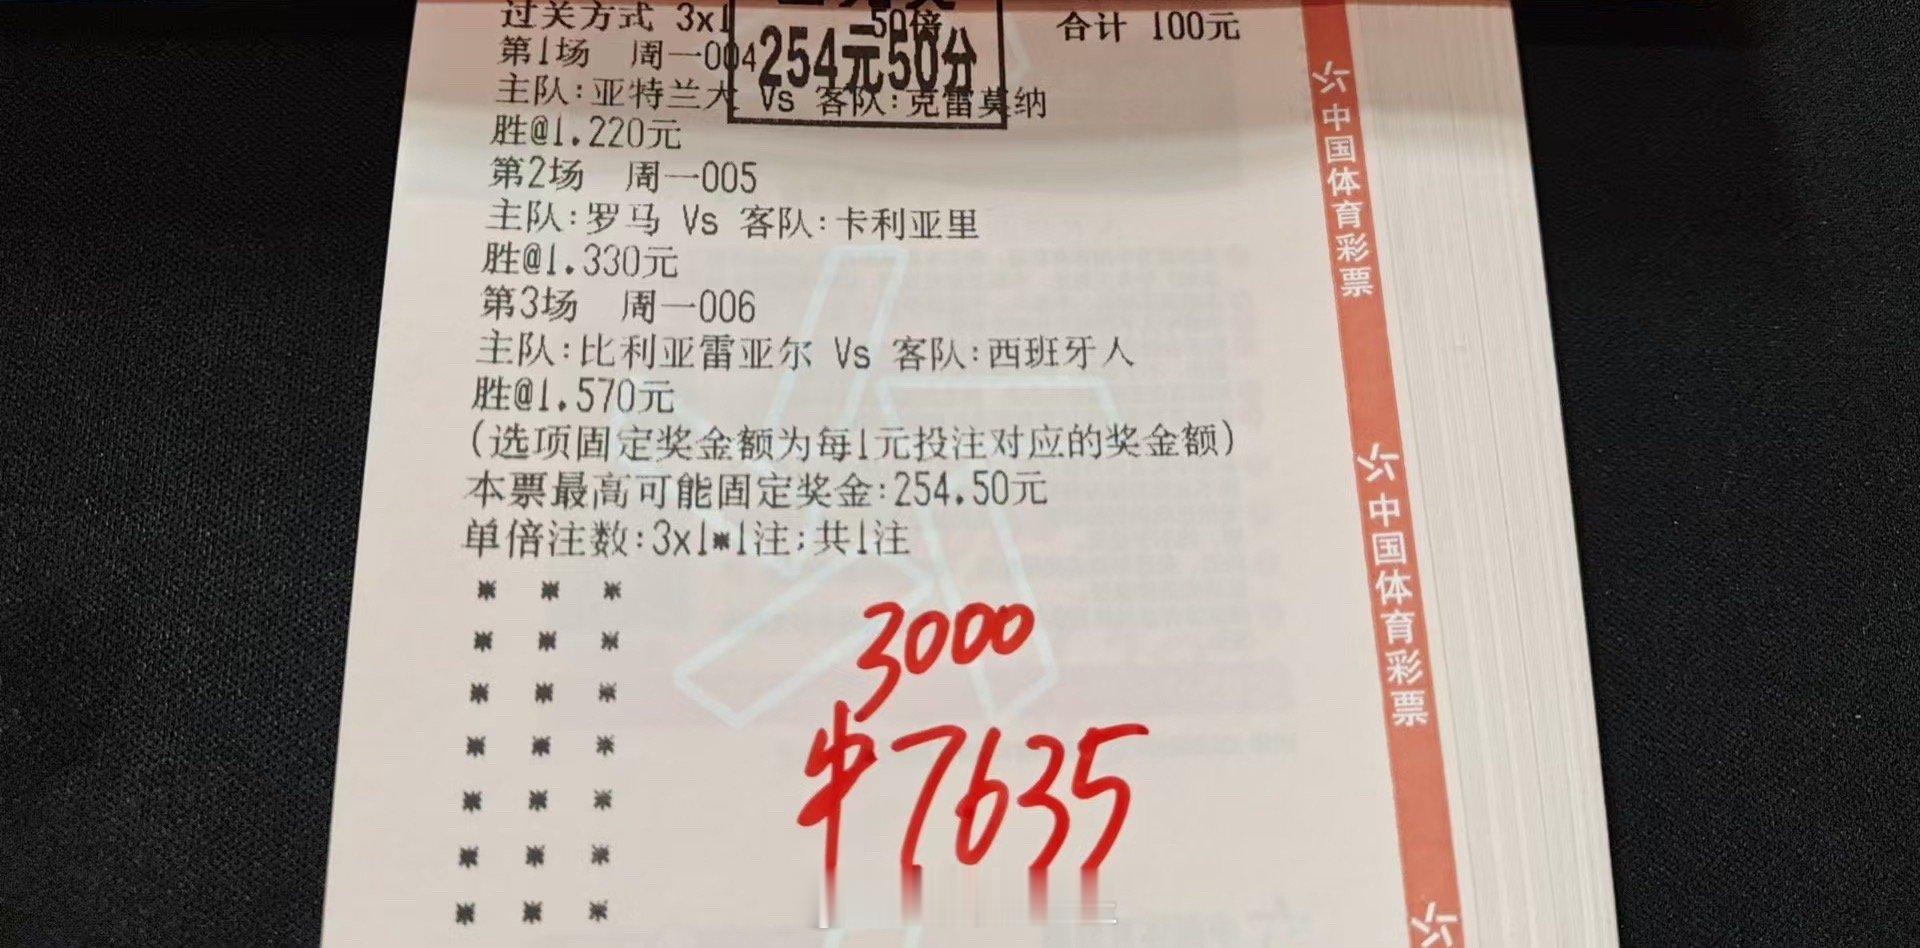 过关方式 3x1 50倍 合计 100元
254元50分
第1场 周一004
主队:亚特兰大 Vs 客队:克雷莫纳
胜@1.220元
第2场 周一005
主队:罗马 Vs 客队:卡利亚里
胜@1.330元
第3场 周一006
主队:比利亚雷亚尔 Vs 客队:西班牙人
胜@1.570元
(选项固定奖金额为每1元投注对应的奖金额)
本票最高可能固定奖金:254.50元
单倍注数:3x1*1注;共1注
3000
中7635
中国体育彩票
中国体育彩票